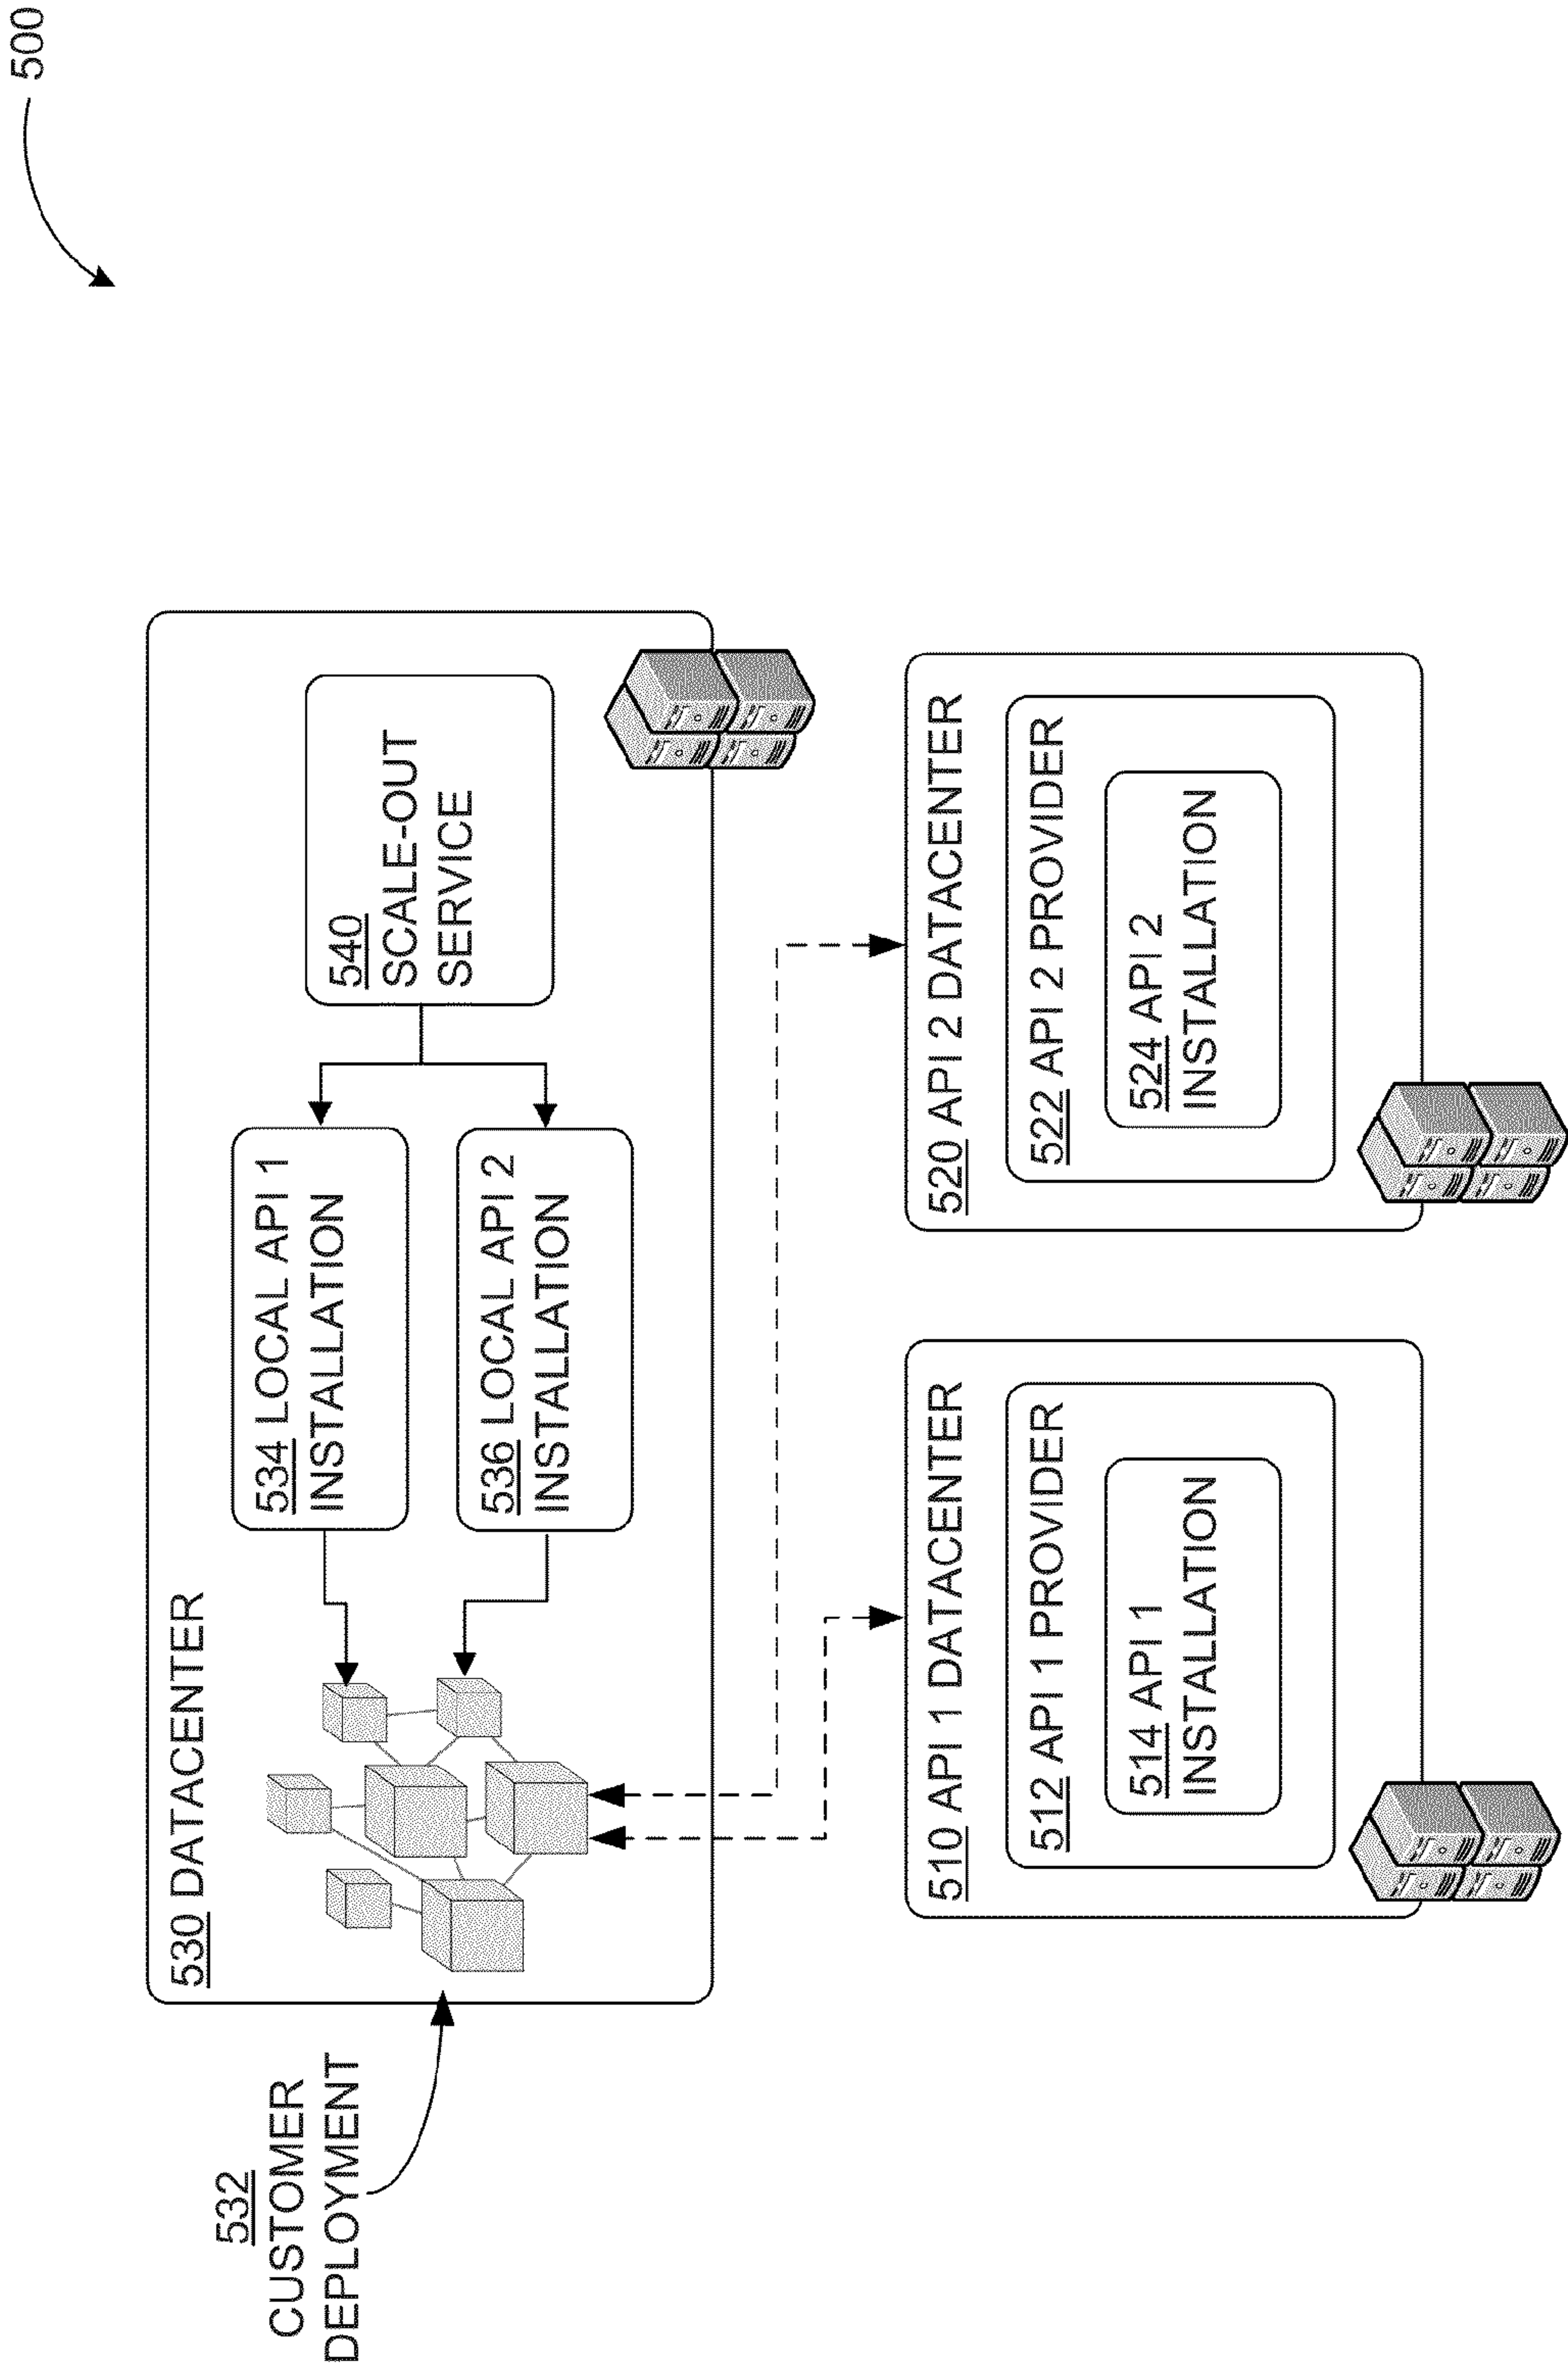 500
530 DATACENTER
532
CUSTOMER
DEPLOYMENT
534 LOCAL API 1
INSTALLATION
536 LOCAL API 2
INSTALLATION
540
SCALE-OUT
SERVICE
510 API 1 DATACENTER
512 API 1 PROVIDER
514 API 1
INSTALLATION
520 API 2 DATACENTER
522 API 2 PROVIDER
524 API 2
INSTALLATION